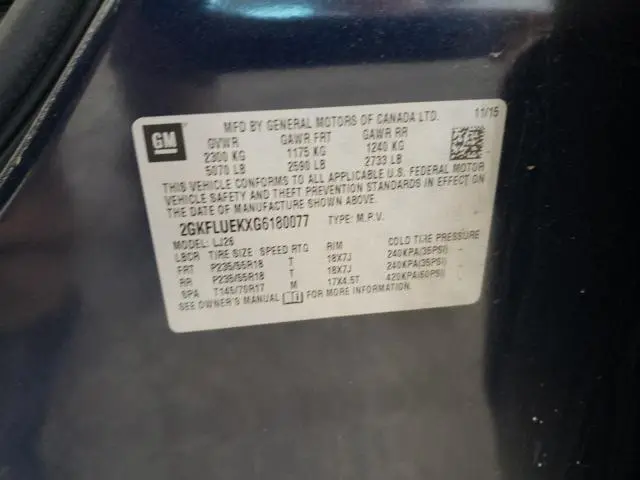 GM
MFD BY GENERAL MOTORS OF CANADA LTD. 11/15
GVWR GAWR FRT GAWR RR
2300 KG 1175 KG 1240 KG
5070 LB 2590 LB 2733 LB
THIS VEHICLE CONFORMS TO ALL APPLICABLE U.S. FEDERAL MOTOR
VEHICLE SAFETY AND THEFT PREVENTION STANDARDS IN EFFECT ON
THE DATE OF MANUFACTURE SHOWN ABOVE.
2GKFLUEKXG6180077 TYPE: M.P.V.
MODEL: LJ26
LBCR TIRE SIZE SPEED RTG RIM COLD TIRE PRESSURE
FRT P235/55R18 T 18X7J 240KPA(35PSI)
RR P235/55R18 T 18X7J 240KPA(35PSI)
SPA T145/70R17 M 17X4.5T 420KPA(60PSI)
SEE OWNER'S MANUAL FOR MORE INFORMATION.